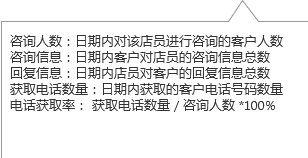 咨询人数：日期内对该店员进行咨询的客户人数
咨询信息：日期内客户对店员的咨询信息总数
回复信息：日期内店员对客户的回复信息总数
获取电话数量：日期内获取的客户电话号码数量
电话获取率： 获取电话数量 / 咨询人数 *100%